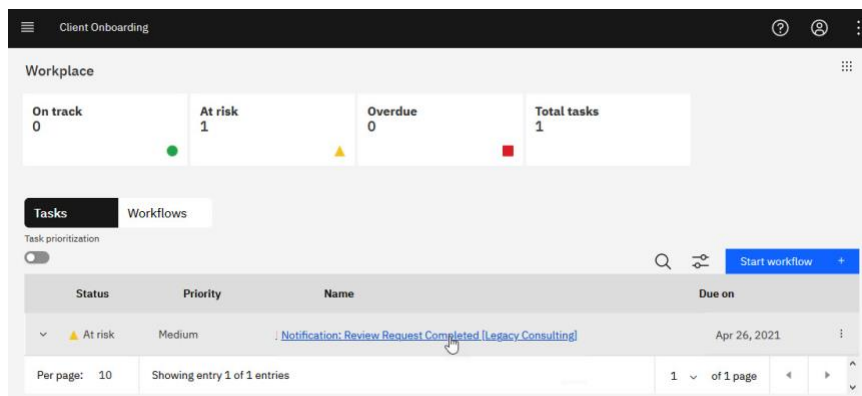 Client Onboarding
Workplace
On track
0
At risk
1
Overdue
0
Total tasks
1
Tasks Workflows
Task prioritization
Start workflow +
Status Priority Name Due on
At risk Medium Notification: Review Request Completed [Legacy Consulting] Apr 26, 2021
Per page: 10 Showing entry 1 of 1 entries 1 of 1 page